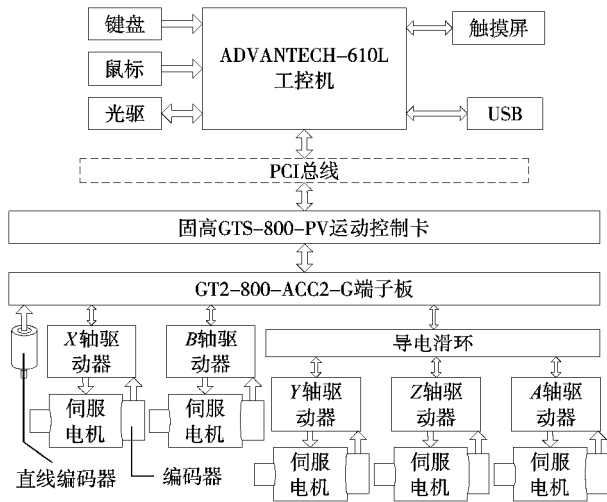 键盘
鼠标
光驱
ADVANTECH-610L
工控机
触摸屏
USB
PCI总线
固高GTS-800-PV运动控制卡
GT2-800-ACC2-G端子板
X轴驱
动器
B轴驱
动器
导电滑环
伺服
电机
伺服
电机
Y轴驱
动器
Z轴驱
动器
A轴驱
动器
直线编码器
编码器
伺服
电机
伺服
电机
伺服
电机